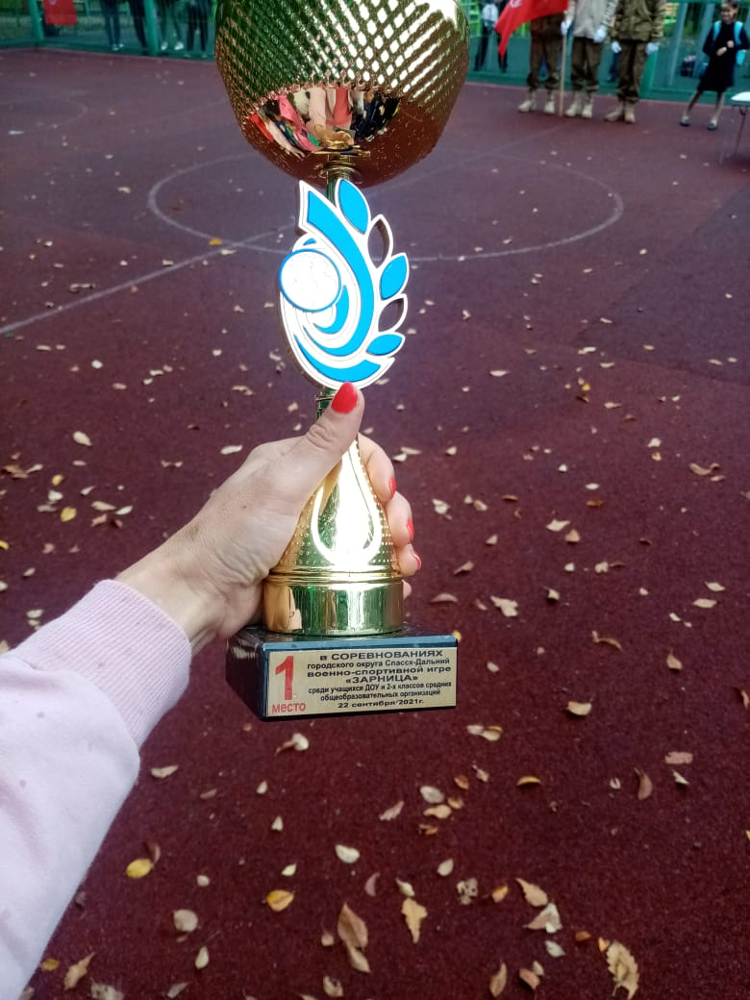 в СОРЕВНОВАНИЯХ
городского округа Спасск-Дальний
военно-спортивной игре
«ЗАРНИЦА»
среди учащихся ДОУ и 2-х классов средних
общеобразовательных организаций
22 сентября 2021г.
1
место